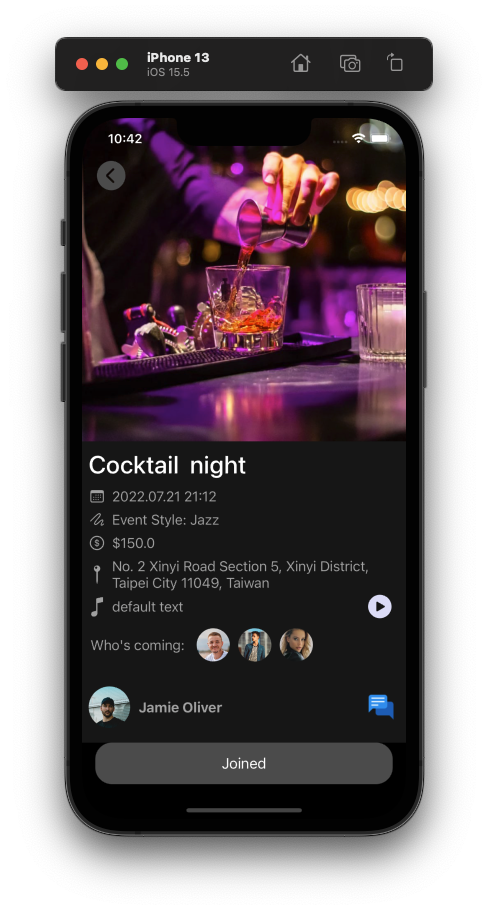 iPhone 13
iOS 15.5
10:42
Cocktail night
2022.07.21 21:12
Event Style: Jazz
$150.0
No. 2 Xinyi Road Section 5, Xinyi District,
Taipei City 11049, Taiwan
default text
Who's coming:
Jamie Oliver
Joined